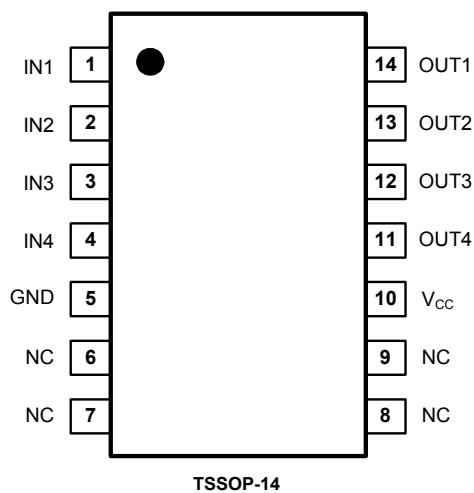 IN1 1 14 OUT1
IN2 2 13 OUT2
IN3 3 12 OUT3
IN4 4 11 OUT4
GND 5 10 VCC
NC 6 9 NC
NC 7 8 NC
TSSOP-14